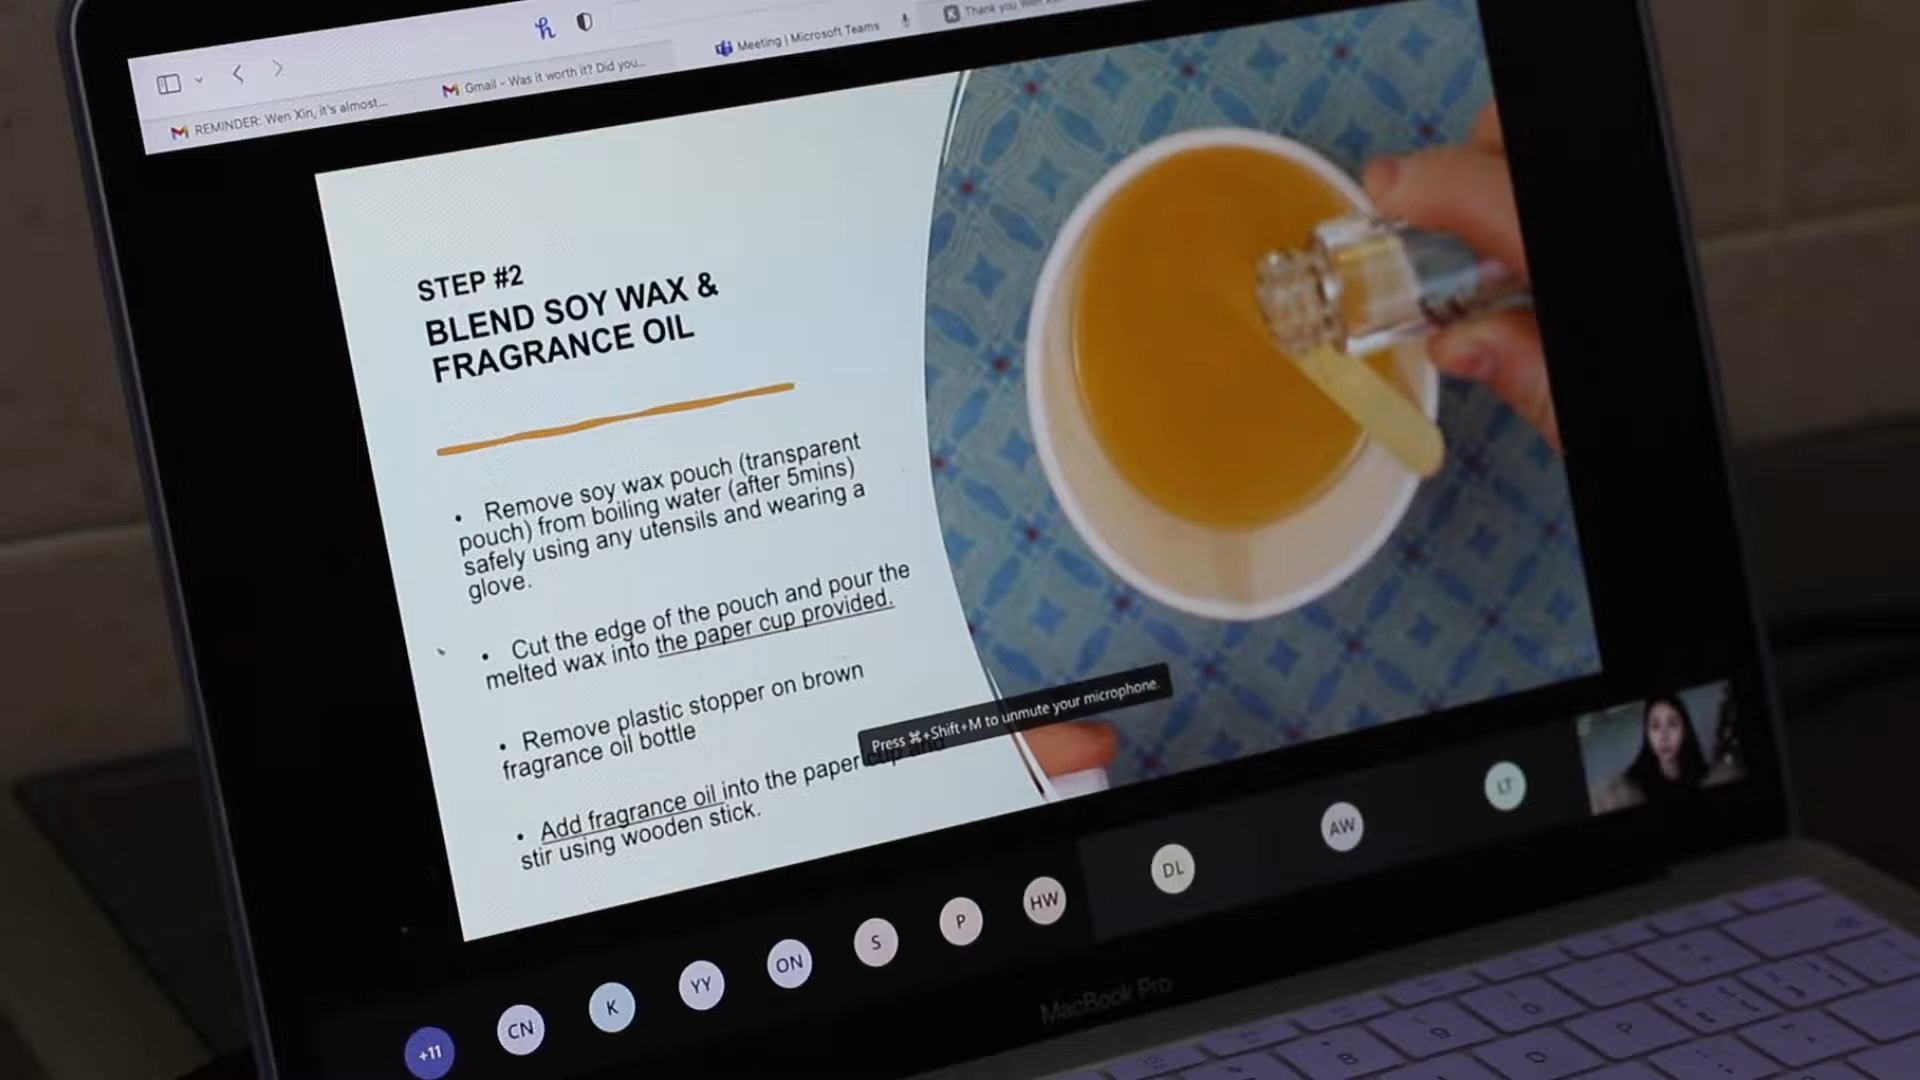 Meeting | Microsoft Teams
REMINDER: Wen Xin, it's almost...
Gmail - Was it worth it? Did you...
STEP #2
BLEND SOY WAX &
FRAGRANCE OIL
• Remove soy wax pouch (transparent
pouch) from boiling water (after 5mins)
safely using any utensils and wearing a
glove.
• Cut the edge of the pouch and pour the
melted wax into the paper cup provided.
• Remove plastic stopper on brown
fragrance oil bottle
• Add fragrance oil into the paper
stir using wooden stick.
Press ⌘+Shift+M to unmute your microphone.
+11
CN
K
YY
ON
S
P
HW
DL
AW
LT
MacBook Pro